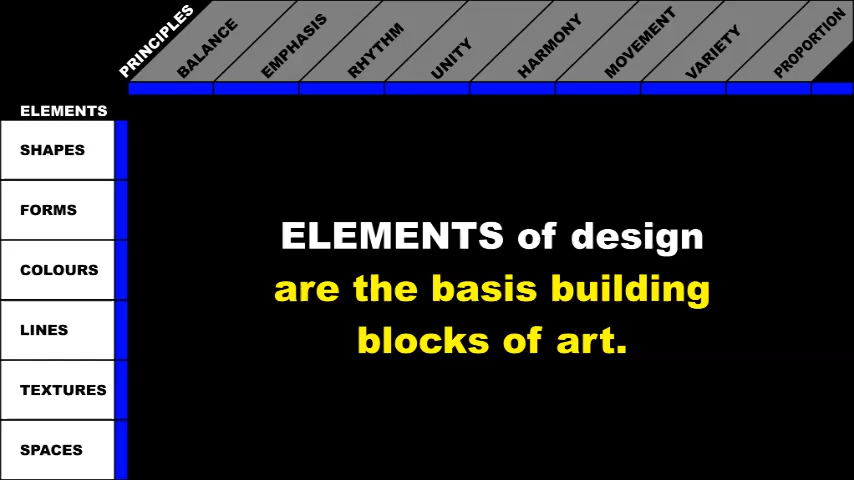 PRINCIPLES
BALANCE
EMPHASIS
RHYTHM
UNITY
HARMONY
MOVEMENT
VARIETY
PROPORTION
ELEMENTS
SHAPES
FORMS
COLOURS
LINES
TEXTURES
SPACES
ELEMENTS of design
are the basis building
blocks of art.